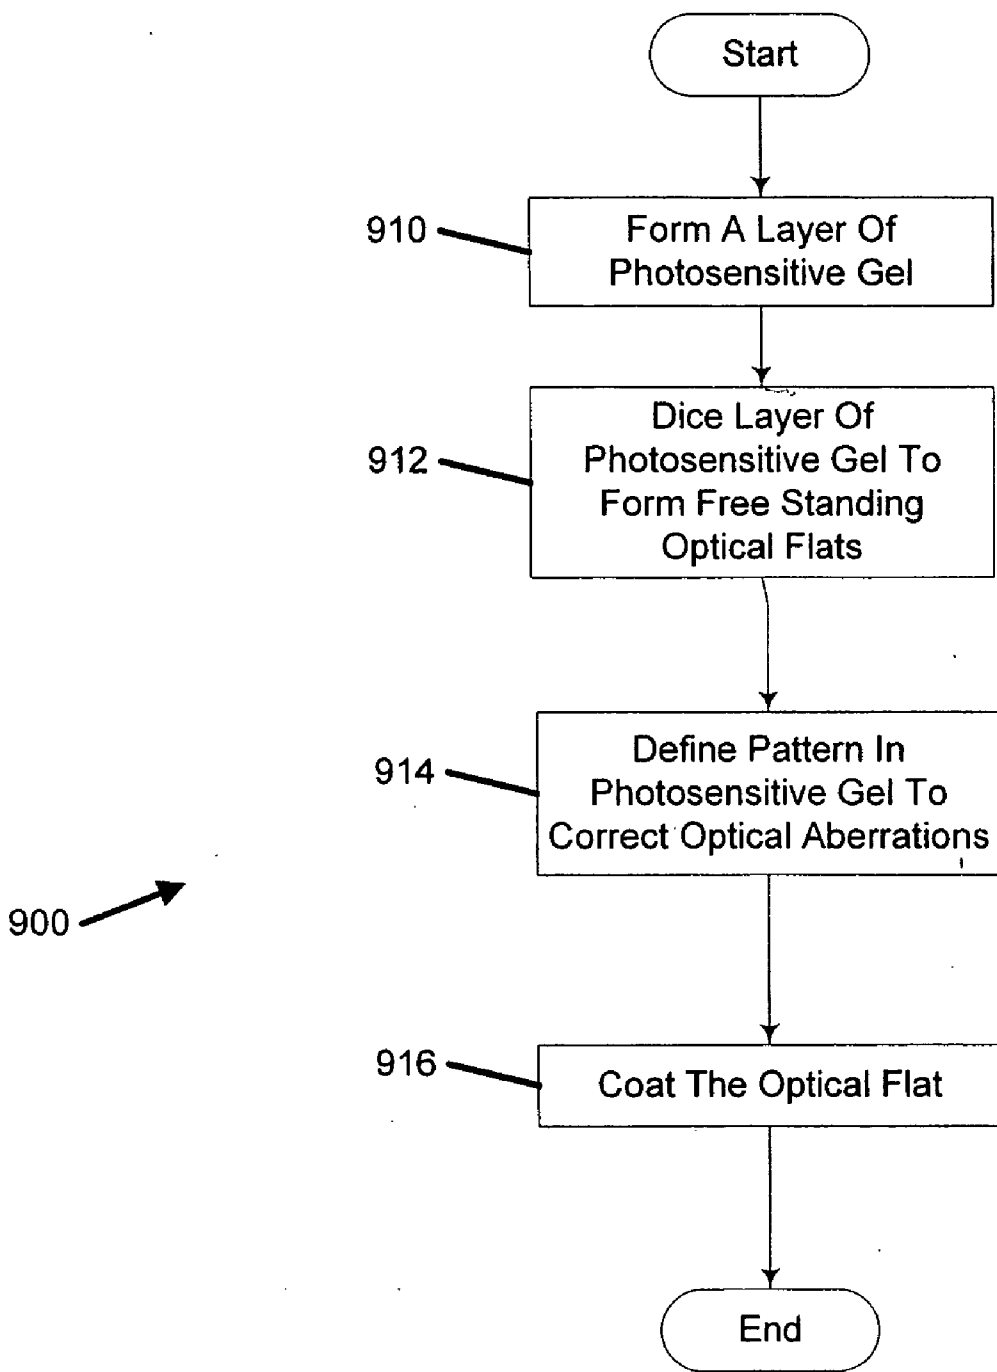 Start
910
Form A Layer Of
Photosensitive Gel
912
Dice Layer Of
Photosensitive Gel To
Form Free Standing
Optical Flats
914
Define Pattern In
Photosensitive Gel To
Correct Optical Aberrations
900
916
Coat The Optical Flat
End